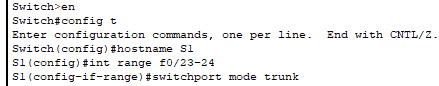 Switch>en
Switch#config t
Enter configuration commands, one per line.  End with CNTL/Z.
Switch(config)#hostname S1
S1(config)#int range f0/23-24
S1(config-if-range)#switchport mode trunk